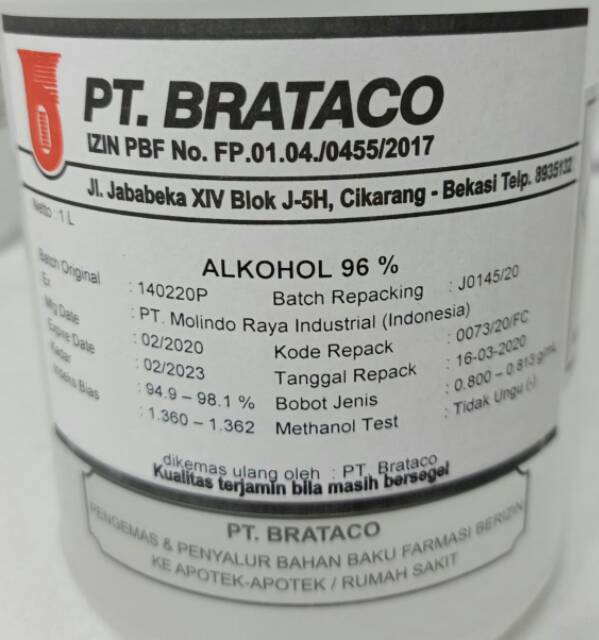 PT. BRATACO
IZIN PBF No. FP.01.04./0455/2017
Jl. Jababeka XIV Blok J-5H, Cikarang - Bekasi Telp. 8935132
Netto : 1 L
ALKOHOL 96 %
Batch Original : 140220P Batch Repacking : J0145/20
Ex : PT. Molindo Raya Industrial (Indonesia)
Mfg Date : 02/2020 Kode Repack : 0073/20/FC
Expire Date : 02/2023 Tanggal Repack : 16-03-2020
Kadar : 94.9 – 98.1 % Bobot Jenis : 0.800 – 0.813 g/mL
Indeks Bias : 1.360 – 1.362 Methanol Test : Tidak Ungu (-)
dikemas ulang oleh : PT. Brataco
Kualitas terjamin bila masih bersegel
PT. BRATACO
PENGEMAS & PENYALUR BAHAN BAKU FARMASI BERIZIN
KE APOTEK-APOTEK / RUMAH SAKIT